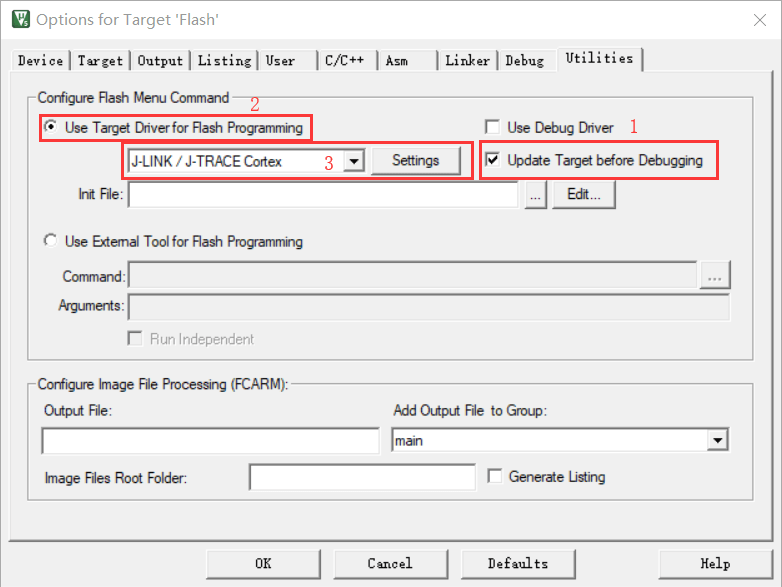 Options for Target 'Flash'
Device Target Output Listing User C/C++ Asm Linker Debug Utilities
Configure Flash Menu Command
2
Use Target Driver for Flash Programming
Use Debug Driver 1
J-LINK / J-TRACE Cortex 3 Settings
Update Target before Debugging
Init File: ... Edit...
Use External Tool for Flash Programming
Command: ...
Arguments:
Run Independent
Configure Image File Processing (FCARM):
Output File: Add Output File to Group:
main
Image Files Root Folder: Generate Listing
OK Cancel Defaults Help